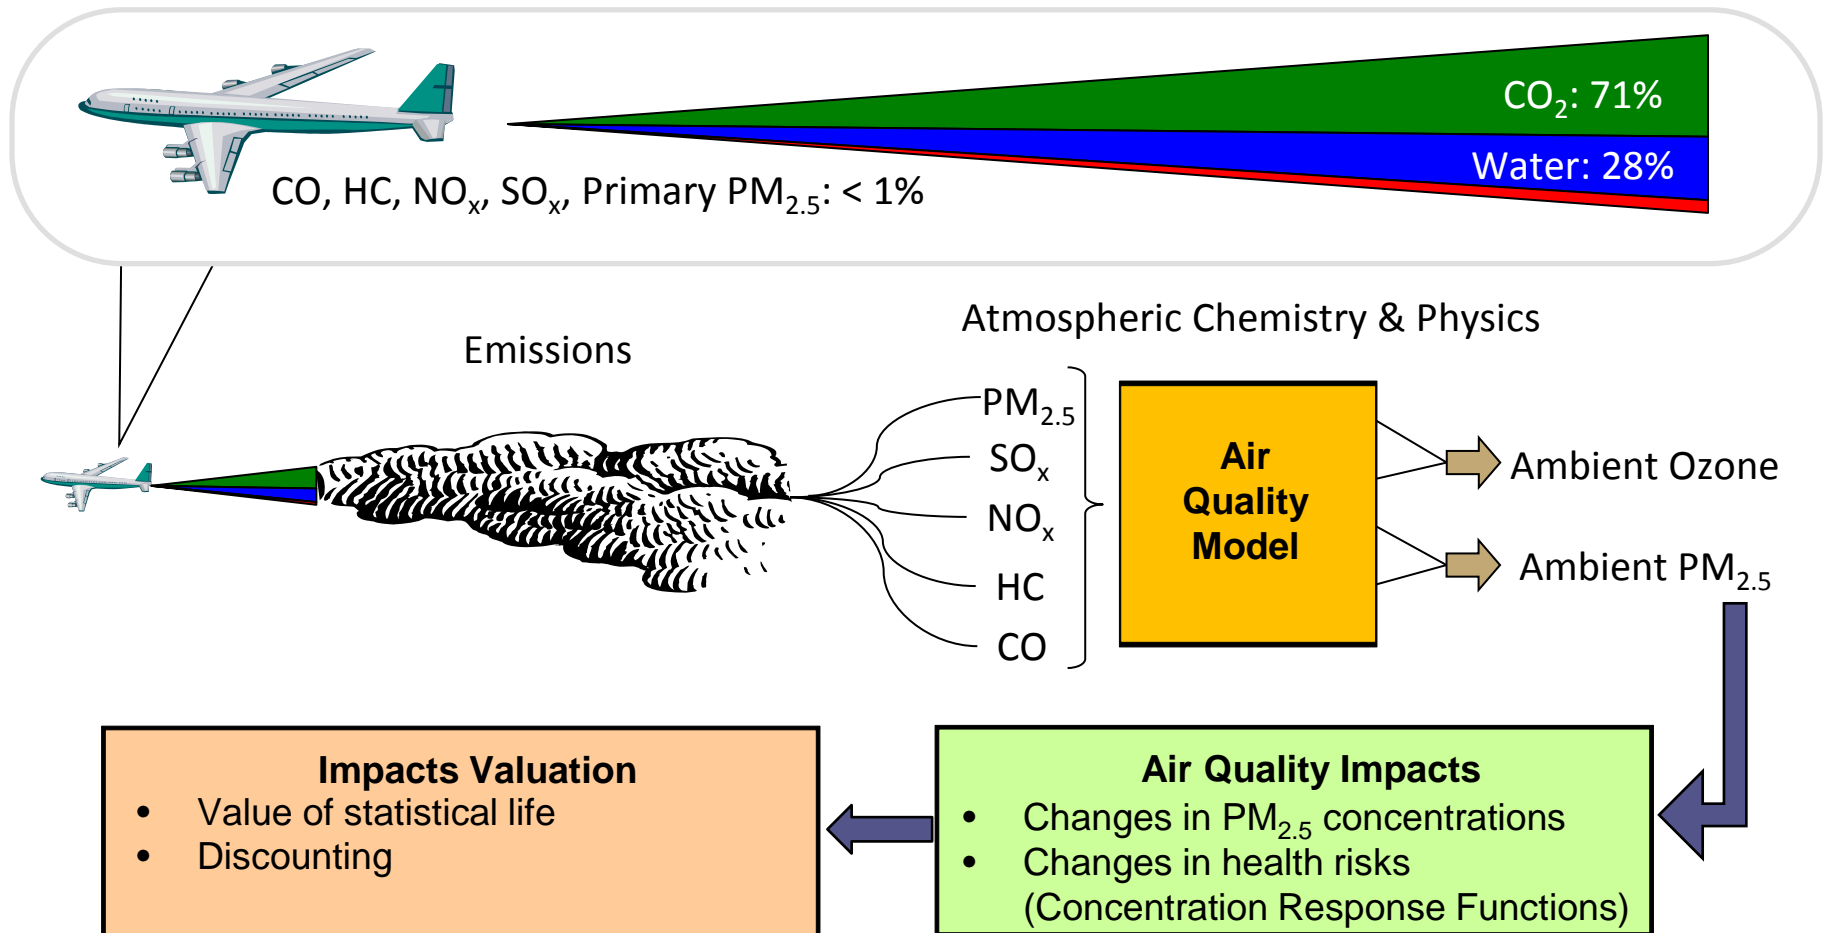 CO₂: 71%
Water: 28%
CO, HC, NOₓ, SOₓ, Primary PM₂.₅: < 1%
Atmospheric Chemistry & Physics
Emissions
PM₂.₅
SOₓ
NOₓ
HC
CO
Air
Quality
Model
Ambient Ozone
Ambient PM₂.₅
Impacts Valuation
• Value of statistical life
• Discounting
Air Quality Impacts
• Changes in PM₂.₅ concentrations
• Changes in health risks
(Concentration Response Functions)